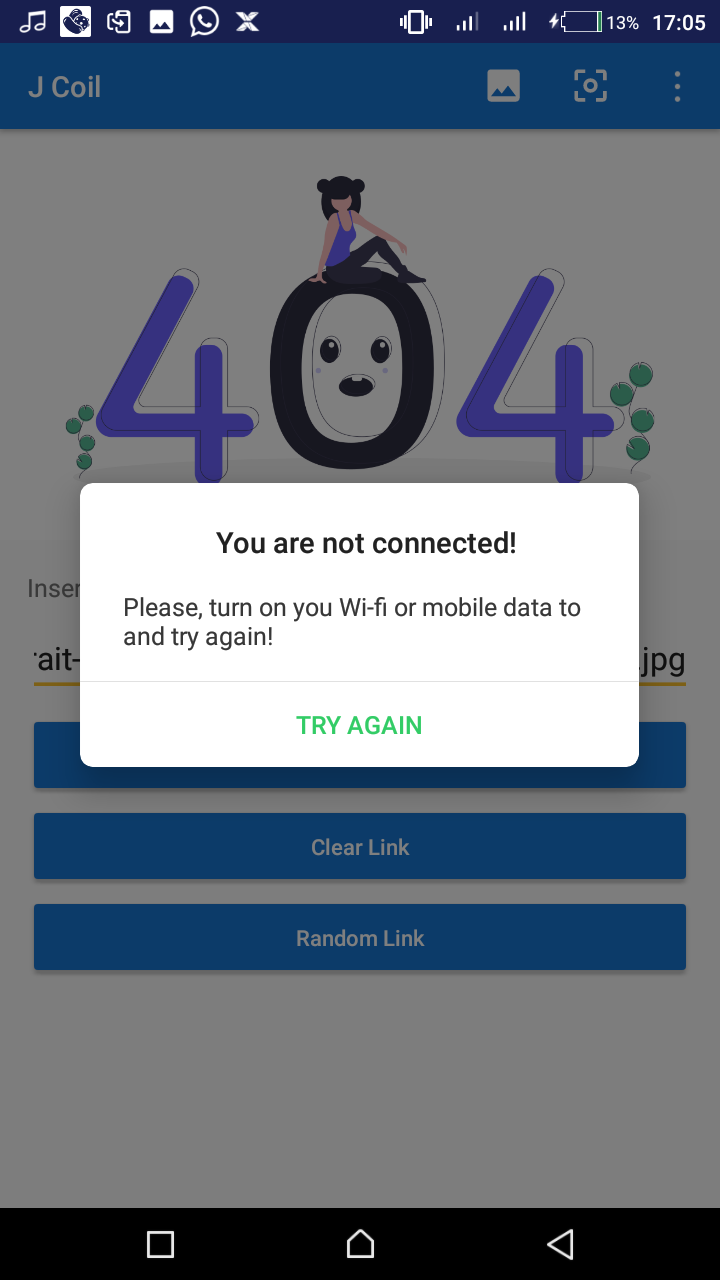 13% 17:05
J Coil
404
You are not connected!
Inser
Please, turn on you Wi-fi or mobile data to
and try again!
ait- .jpg
TRY AGAIN
Clear Link
Random Link